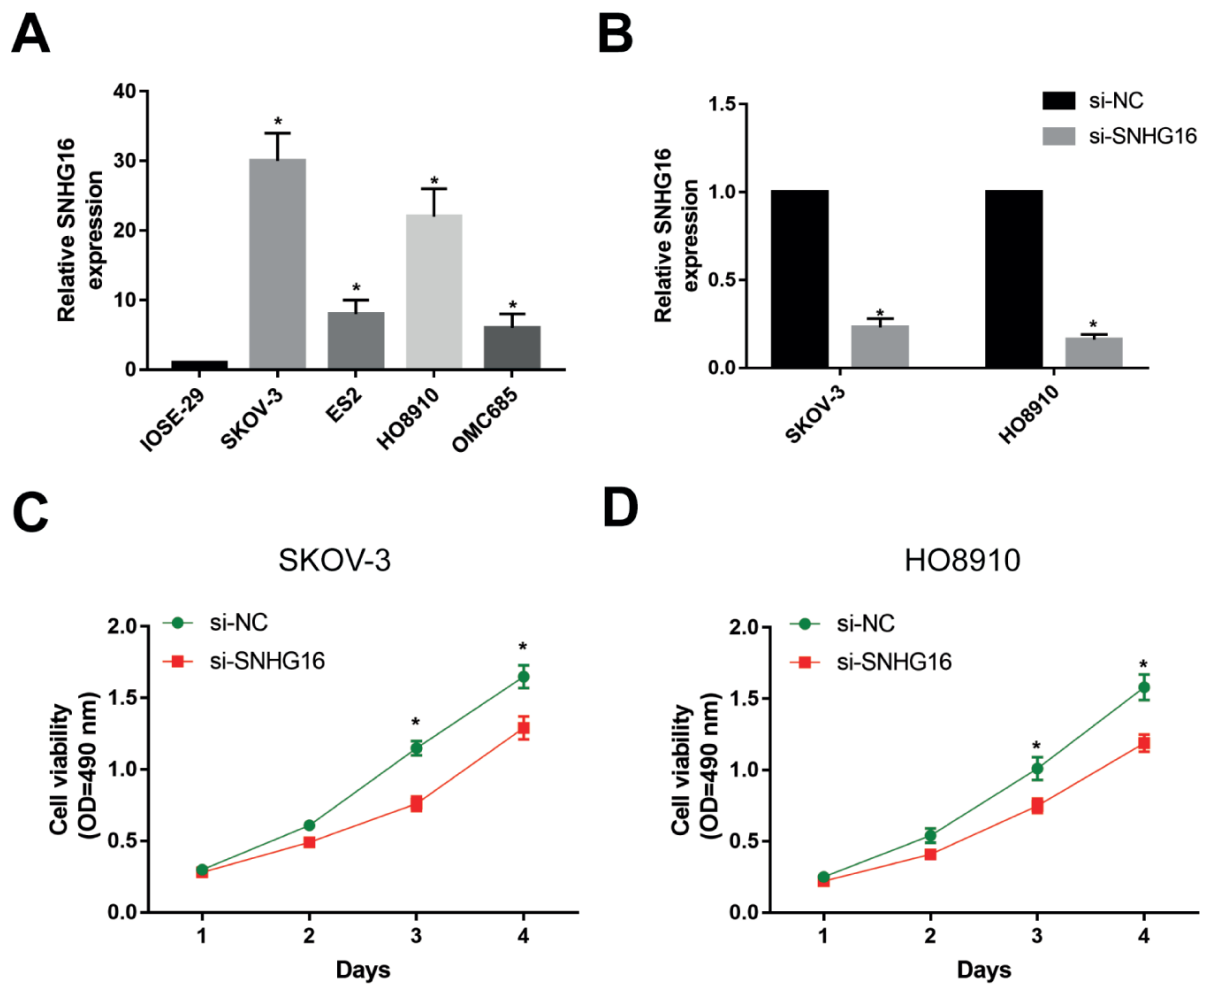 A
Relative SNHG16
expression
40
30
20
10
0
*
*
*
*
IOSE-29
SKOV-3
ES2
HO8910
OMC685
B
Relative SNHG16
expression
1.5
1.0
0.5
0.0
si-NC
si-SNHG16
*
*
SKOV-3
HO8910
C
SKOV-3
Cell viability
(OD=490 nm)
2.0
1.5
1.0
0.5
0.0
si-NC
si-SNHG16
*
*
1 2 3 4
Days
D
HO8910
Cell viability
(OD=490 nm)
2.0
1.5
1.0
0.5
0.0
si-NC
si-SNHG16
*
*
1 2 3 4
Days